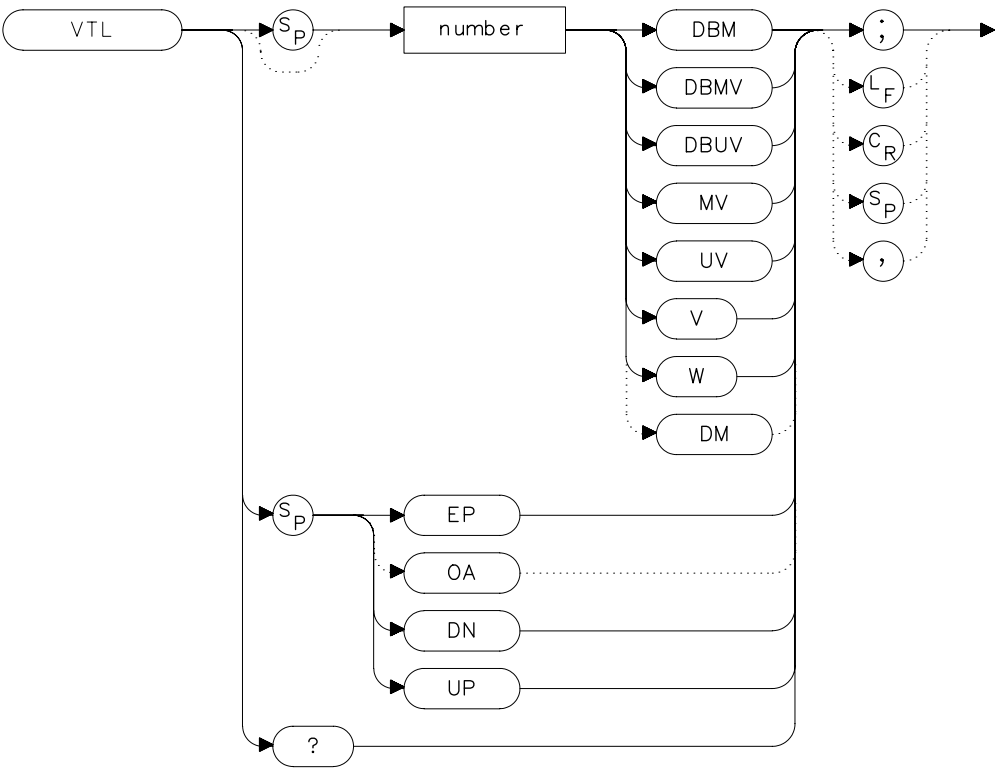 VTL SP number DBM ;
DBMV LF
DBUV CR
MV SP
UV ,
V
W
DM
SP EP
OA
DN
UP
?